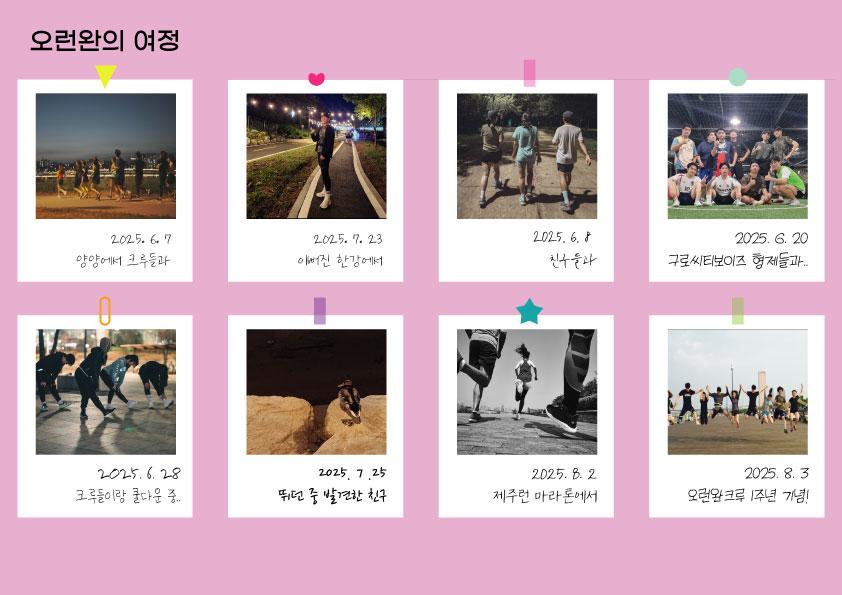 오런완의 여정
2025. 6. 7
양양에서 크루들과
2025. 7. 23
이뻐진 한강에서
2025. 6. 8
친수들과
2025. 6. 20
구로씨티보이즈 형제들과..
2025. 6. 28
크루들이랑 쿨다운 중..
2025. 7. 25
뛰던 중 발견한 친구
2025. 8. 2
제주런 마라톤에서
2025. 8. 3
오런완크루 1주년 기념!